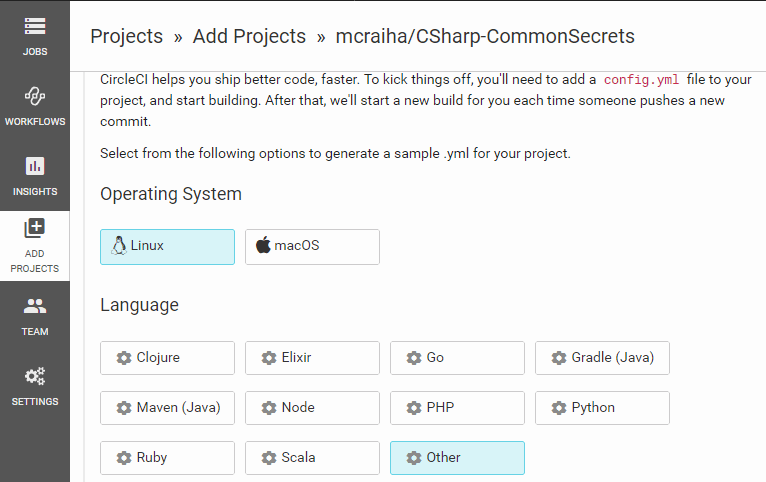 JOBS
WORKFLOWS
INSIGHTS
ADD
PROJECTS
TEAM
SETTINGS
Projects » Add Projects » mcraiha/CSharp-CommonSecrets
CircleCI helps you ship better code, faster. To kick things off, you'll need to add a config.yml file to your
project, and start building. After that, we'll start a new build for you each time someone pushes a new
commit.
Select from the following options to generate a sample .yml for your project.
Operating System
Linux macOS
Language
Clojure Elixir Go Gradle (Java)
Maven (Java) Node PHP Python
Ruby Scala Other